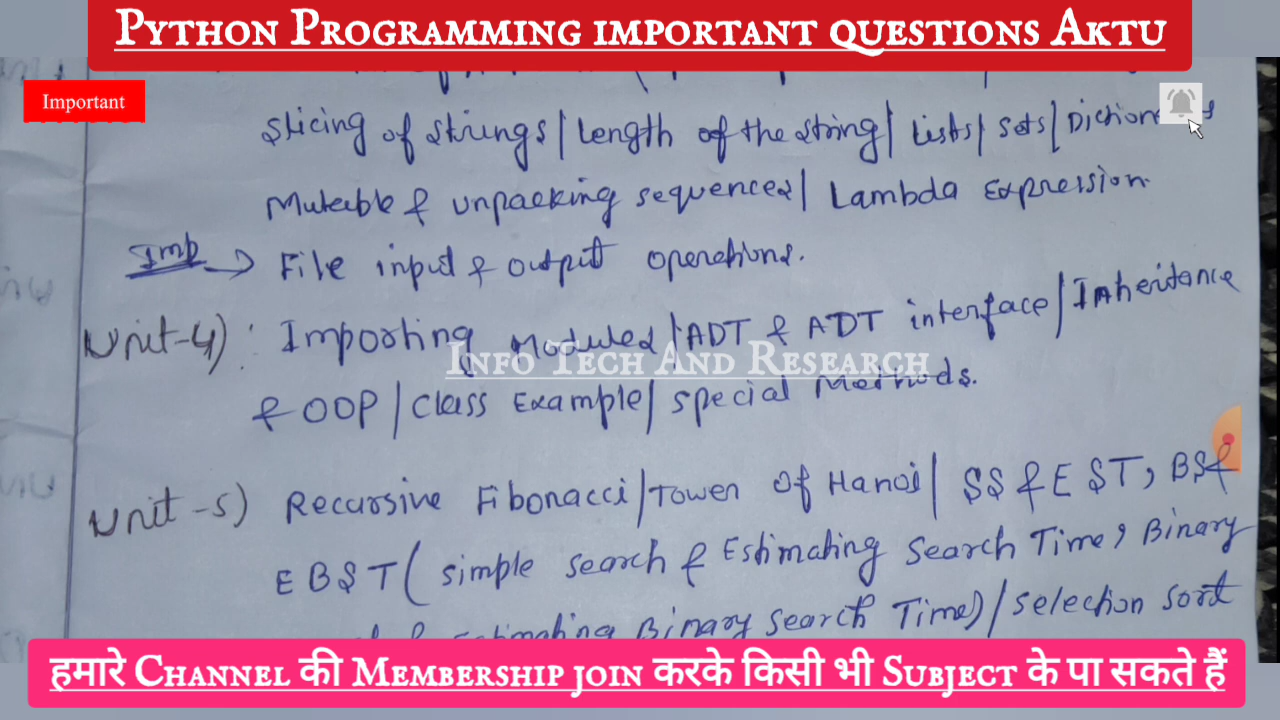 Python Programming important questions Aktu
Important
Slicing of Strings / Length of the string / Lists / Sets /
Mutable & unpacking sequences / Lambda Expression.
Imp → File input & output operations.
Unit-4) : Importing Modules / ADT & ADT interface / Inheritance
Info Tech And Research
& OOP / Class Example / Special Methods.
Unit-5) Recursive Fibonacci / Tower of Hanoi / SS & EST, BS &
EBST ( simple search & Estimating Search Time, Binary
Estimating Binary Search Time) / Selection sort
हमारे Channel की Membership join करके किसी भी Subject के पा सकते हैं